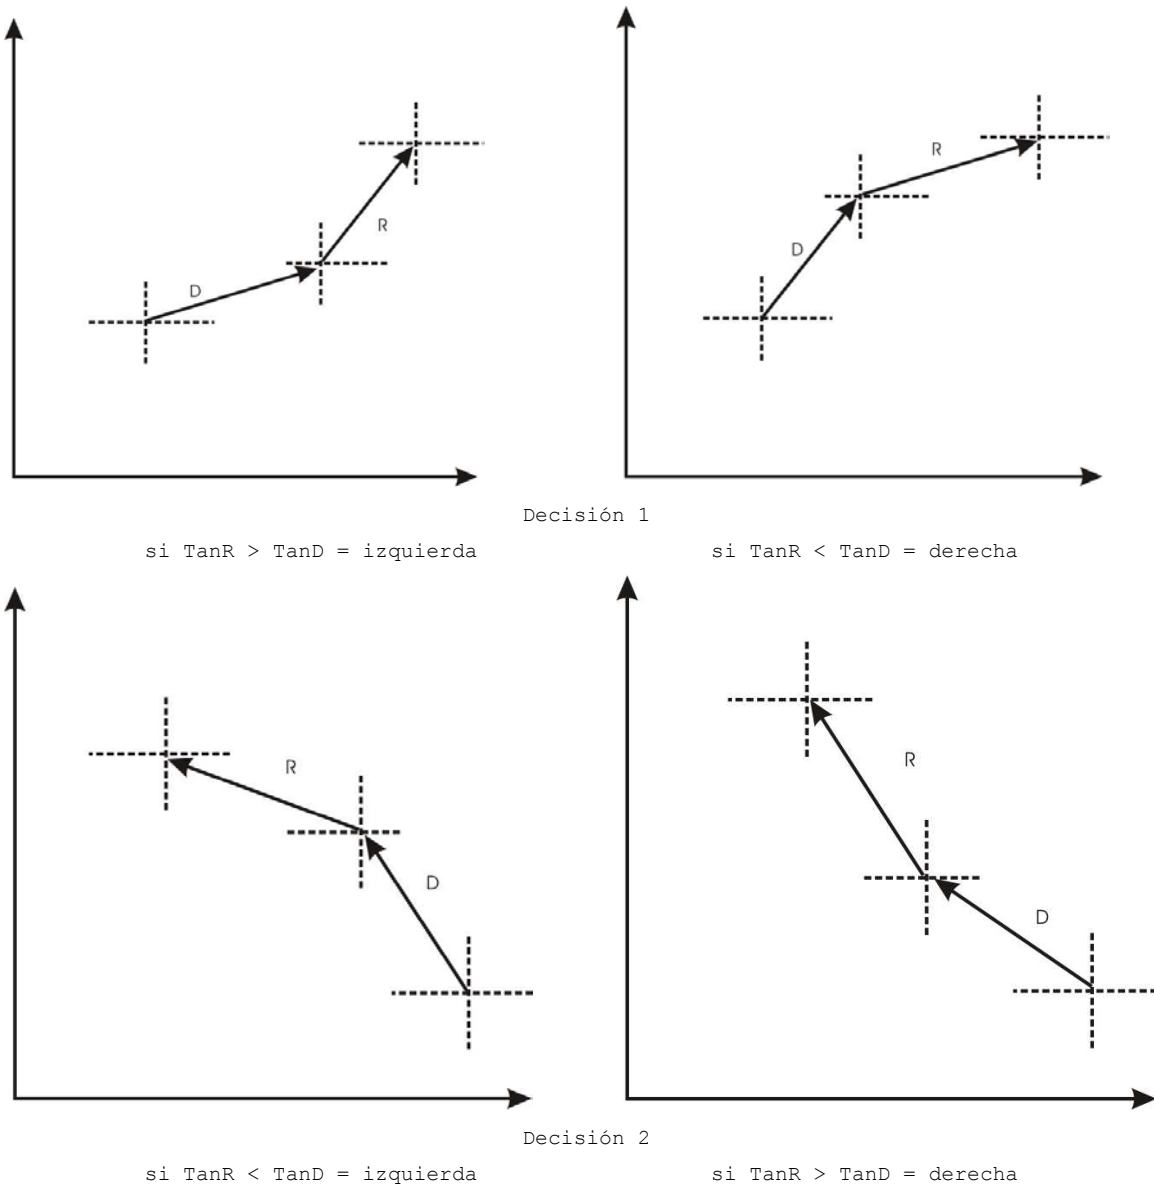 R
D
R
D
Decisión 1
si TanR > TanD = izquierda si TanR < TanD = derecha
R
D
R
D
Decisión 2
si TanR < TanD = izquierda si TanR > TanD = derecha